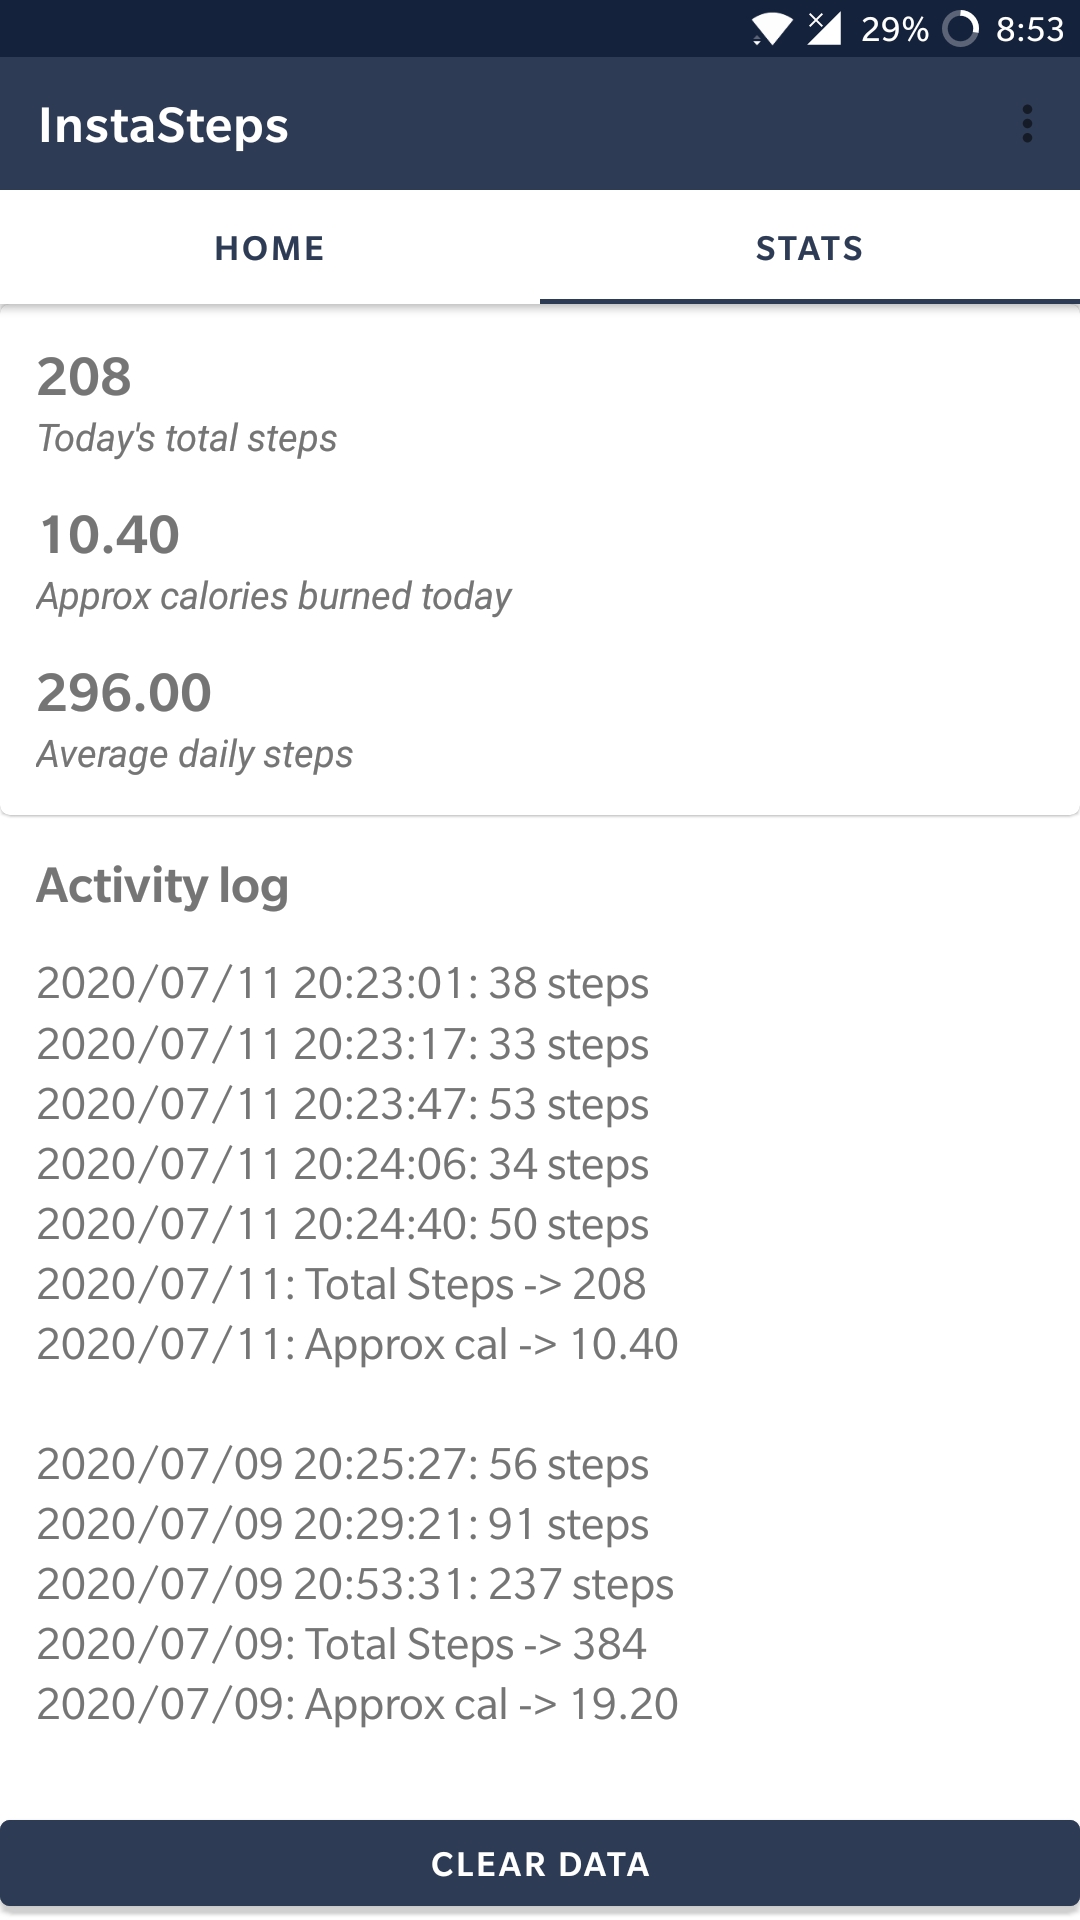 29% 8:53
InstaSteps
HOME STATS
208
Today's total steps
10.40
Approx calories burned today
296.00
Average daily steps
Activity log
2020/07/11 20:23:01: 38 steps
2020/07/11 20:23:17: 33 steps
2020/07/11 20:23:47: 53 steps
2020/07/11 20:24:06: 34 steps
2020/07/11 20:24:40: 50 steps
2020/07/11: Total Steps -> 208
2020/07/11: Approx cal -> 10.40
2020/07/09 20:25:27: 56 steps
2020/07/09 20:29:21: 91 steps
2020/07/09 20:53:31: 237 steps
2020/07/09: Total Steps -> 384
2020/07/09: Approx cal -> 19.20
CLEAR DATA